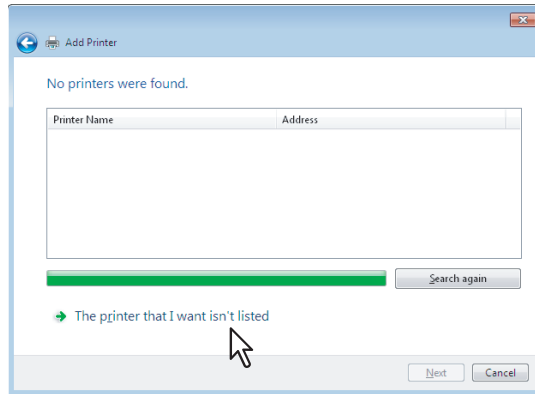 Add Printer
No printers were found.
Printer Name Address
Search again
The printer that I want isn't listed
Next Cancel